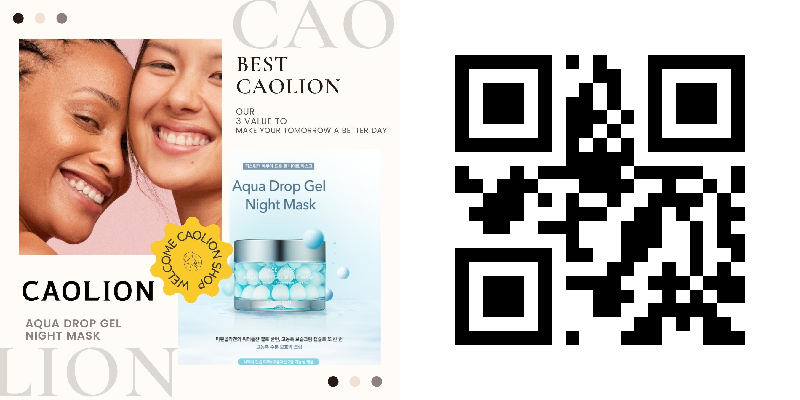 CAO
BEST
CAOLION
OUR
3 VALUE TO
MAKE YOUR TOMORROW A BETTER DAY
Aqua Drop Gel
Night Mask
WELCOME CAOLION SHOP
CAOLION
AQUA DROP GEL
NIGHT MASK
LION